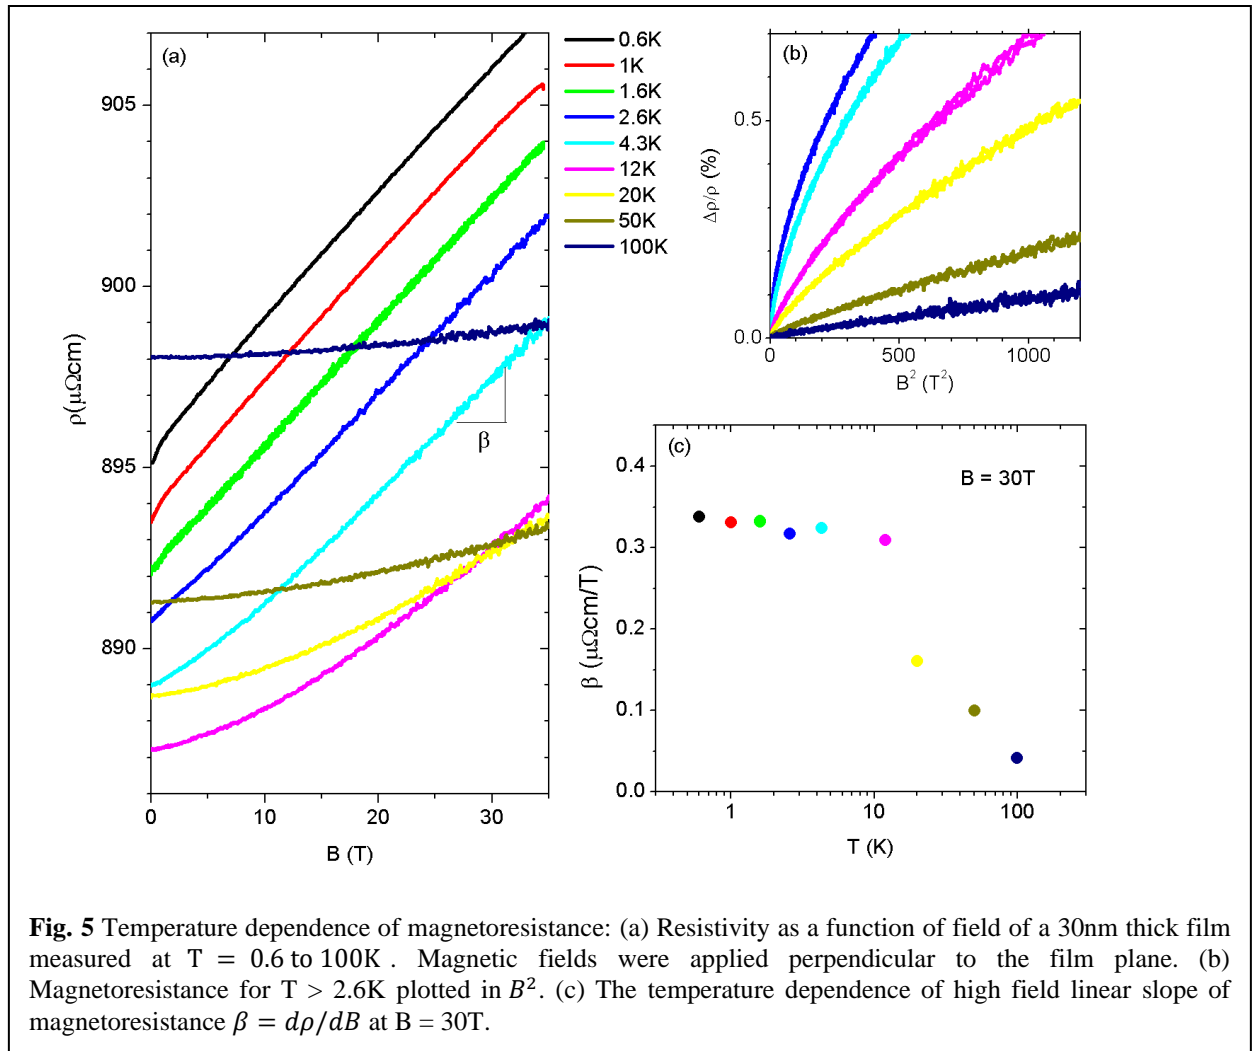 (a)
905
900
895
890
ρ(μΩcm)
β
0 10 20 30
B (T)
0.6K
1K
1.6K
2.6K
4.3K
12K
20K
50K
100K
(b)
0.5
0.0
Δρ/ρ (%)
0 500 1000
B² (T²)
(c)
B = 30T
0.4
0.3
0.2
0.1
0.0
β (μΩcm/T)
1 10 100
T (K)
Fig. 5 Temperature dependence of magnetoresistance: (a) Resistivity as a function of field of a 30nm thick film
measured at T = 0.6 to 100K . Magnetic fields were applied perpendicular to the film plane. (b)
Magnetoresistance for T > 2.6K plotted in B². (c) The temperature dependence of high field linear slope of
magnetoresistance β = dρ/dB at B = 30T.